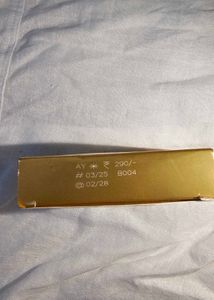 AY ☀ ₹ 290/-
# 03/25 B004
@ 02/28